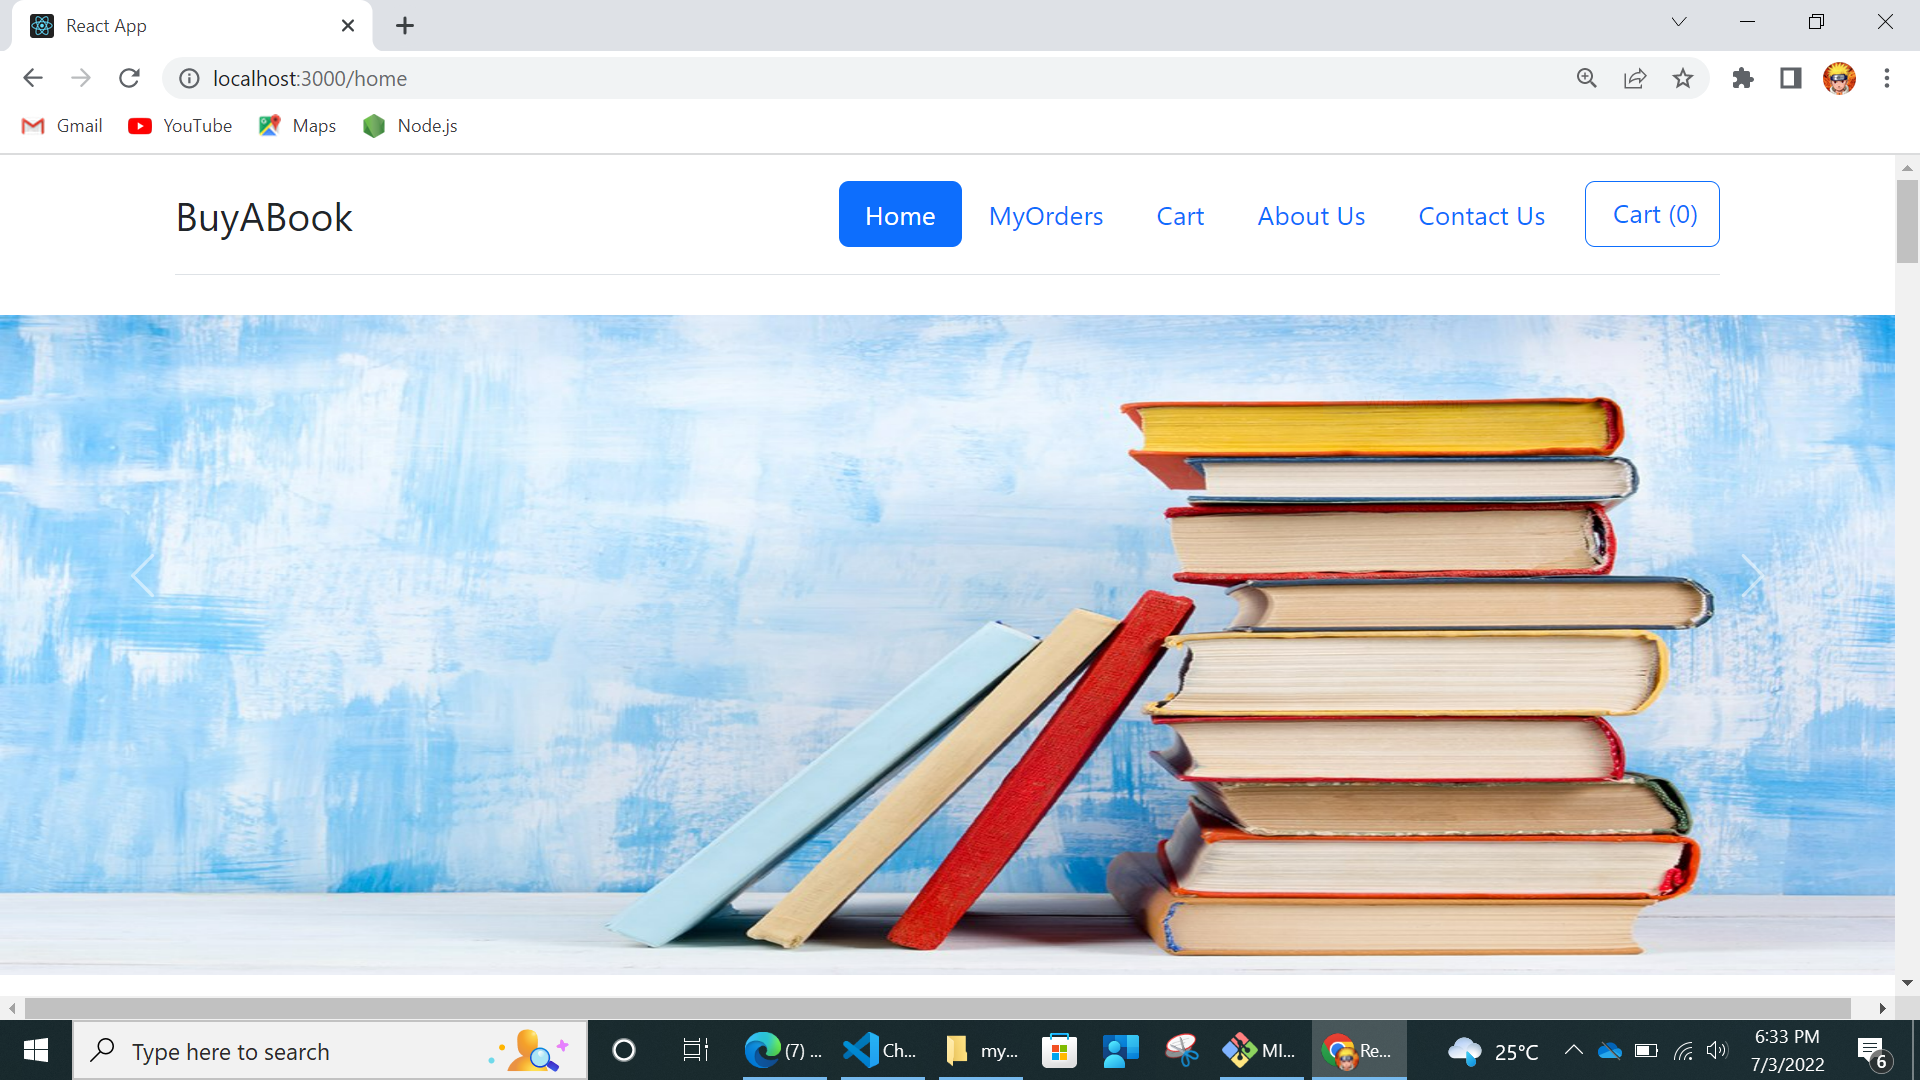 React App
localhost:3000/home
Gmail YouTube Maps Node.js
BuyABook
Home MyOrders Cart About Us Contact Us Cart (0)
Type here to search
(7) ... Ch... my... MI... Re...
25°C
6:33 PM
7/3/2022
6